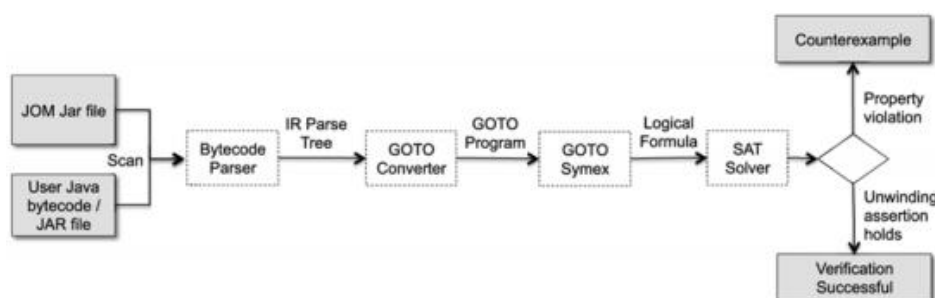 Counterexample
JOM Jar file
Property
violation
Scan
Bytecode
Parser
IR Parse
Tree
GOTO
Converter
GOTO
Program
GOTO
Symex
Logical
Formula
SAT
Solver
User Java
bytecode /
JAR file
Unwinding
assertion
holds
Verification
Successful